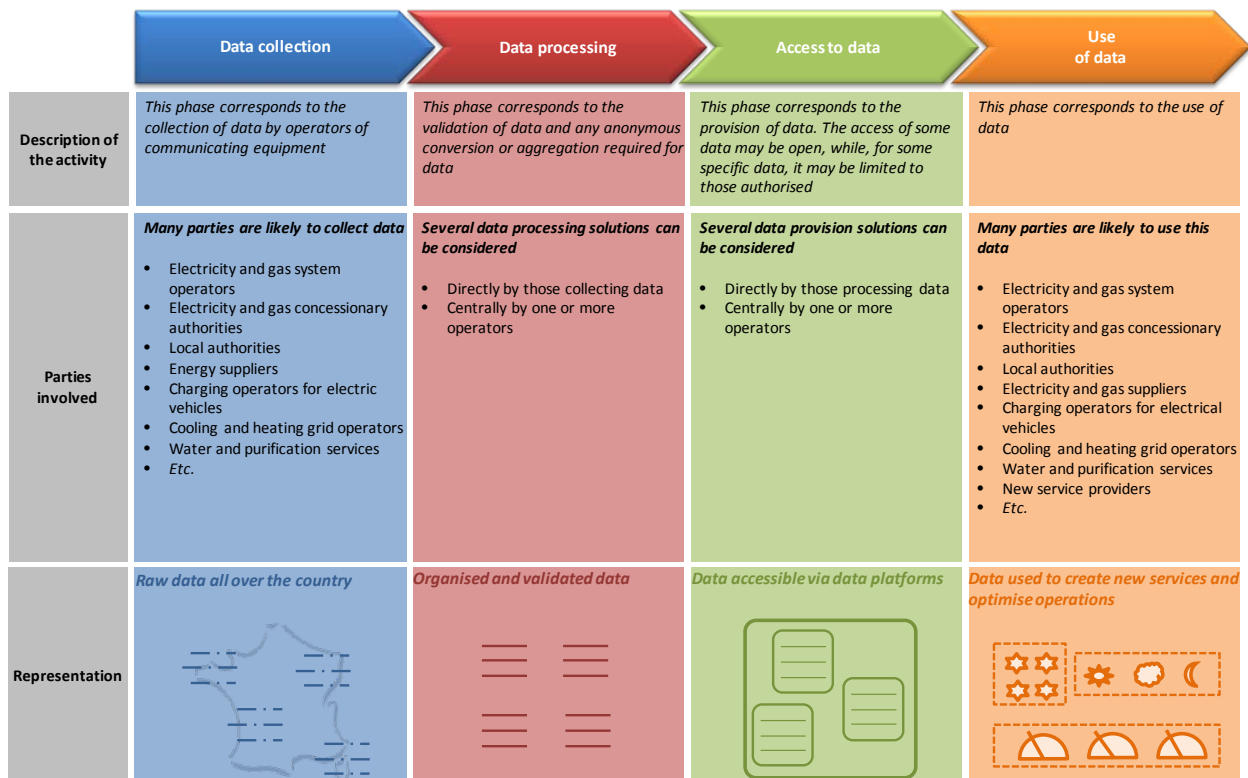 Data collection
Data processing
Access to data
Use
of data
Description of
the activity
This phase corresponds to the
collection of data by operators of
communicating equipment
This phase corresponds to the
validation of data and any anonymous
conversion or aggregation required for
data
This phase corresponds to the
provision of data. The access of some
data may be open, while, for some
specific data, it may be limited to
those authorised
This phase corresponds to the use of
data
Parties
involved
Many parties are likely to collect data
• Electricity and gas system
operators
• Electricity and gas concessionary
authorities
• Local authorities
• Energy suppliers
• Charging operators for electric
vehicles
• Cooling and heating grid operators
• Water and purification services
• Etc.
Several data processing solutions can
be considered
• Directly by those collecting data
• Centrally by one or more
operators
Several data provision solutions can
be considered
• Directly by those processing data
• Centrally by one or more
operators
Many parties are likely to use this
data
• Electricity and gas system
operators
• Electricity and gas concessionary
authorities
• Local authorities
• Electricity and gas suppliers
• Charging operators for electrical
vehicles
• Cooling and heating grid operators
• Water and purification services
• New service providers
• Etc.
Representation
Raw data all over the country
Organised and validated data
Data accessible via data platforms
Data used to create new services and
optimise operations